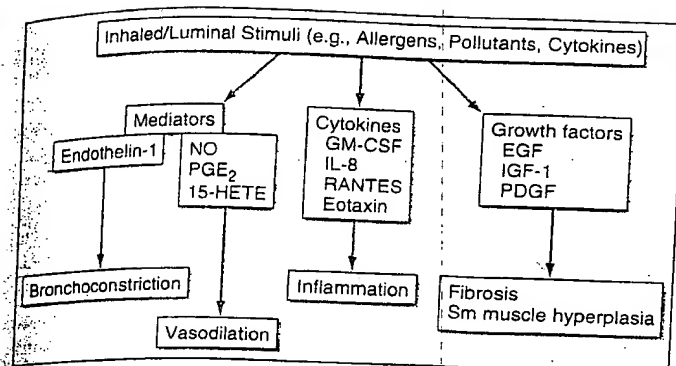 Inhaled/Luminal Stimuli (e.g., Allergens, Pollutants, Cytokines)
Mediators
Endothelin-1
NO
PGE₂
15-HETE
Cytokines
GM-CSF
IL-8
RANTES
Eotaxin
Growth factors
EGF
IGF-1
PDGF
Bronchoconstriction
Vasodilation
Inflammation
Fibrosis
Sm muscle hyperplasia